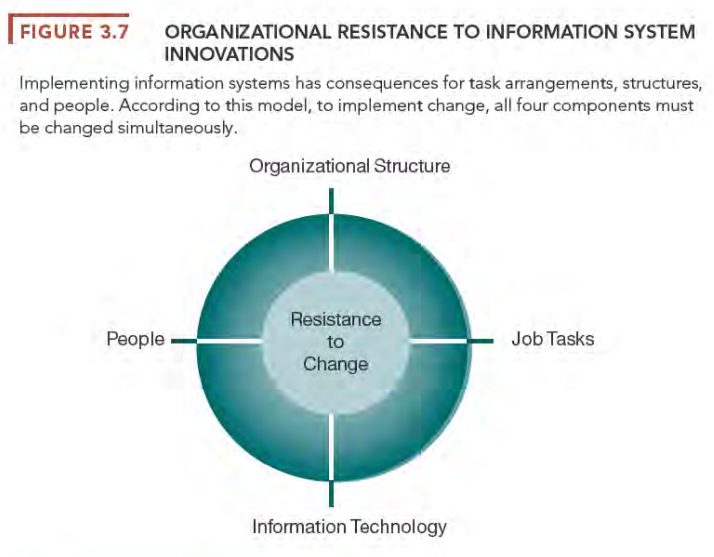 FIGURE 3.7
ORGANIZATIONAL RESISTANCE TO INFORMATION SYSTEM
INNOVATIONS
Implementing information systems has consequences for task arrangements, structures,
and people. According to this model, to implement change, all four components must
be changed simultaneously.
Organizational Structure
People
Resistance
to
Change
Job Tasks
Information Technology